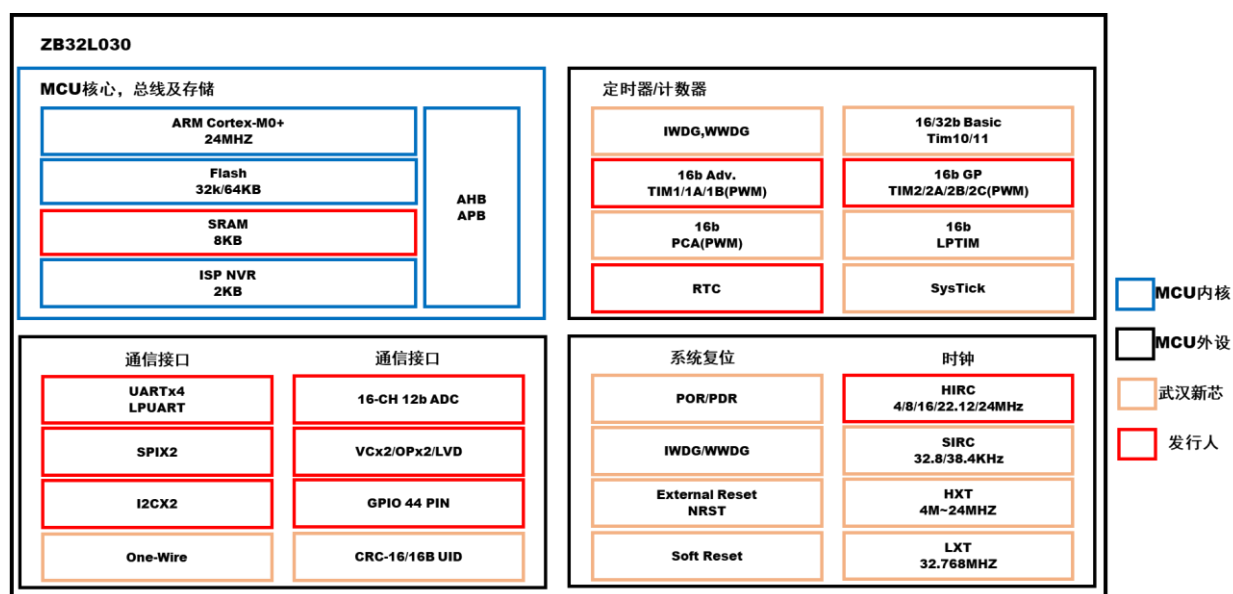 ZB32L030
MCU核心，总线及存储
ARM Cortex-M0+
24MHZ
Flash
32k/64KB
SRAM
8KB
ISP NVR
2KB
AHB
APB
定时器/计数器
IWDG,WWDG
16/32b Basic
Tim10/11
16b Adv.
TIM1/1A/1B(PWM)
16b GP
TIM2/2A/2B/2C(PWM)
16b
PCA(PWM)
16b
LPTIM
RTC
SysTick
通信接口
通信接口
UARTx4
LPUART
16-CH 12b ADC
SPIX2
VCx2/OPx2/LVD
I2CX2
GPIO 44 PIN
One-Wire
CRC-16/16B UID
系统复位
时钟
POR/PDR
HIRC
4/8/16/22.12/24MHz
IWDG/WWDG
SIRC
32.8/38.4KHz
External Reset
NRST
HXT
4M~24MHZ
Soft Reset
LXT
32.768MHZ
MCU内核
MCU外设
武汉新芯
发行人